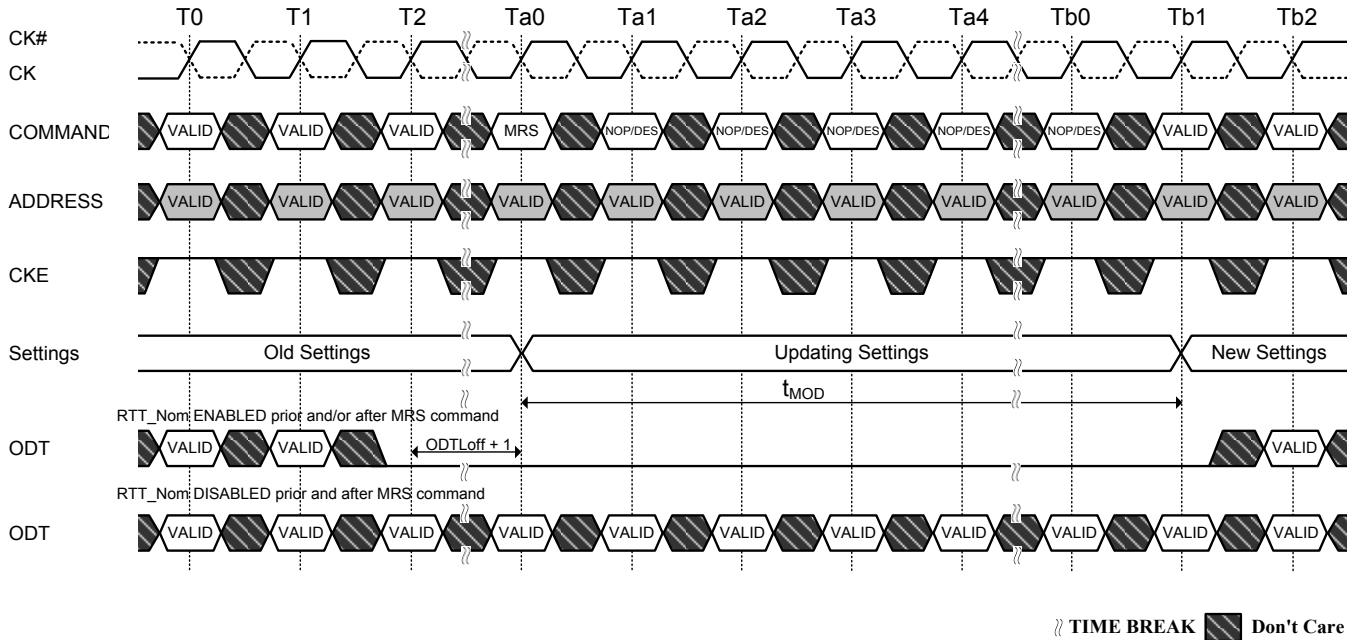 T0 T1 T2 Ta0 Ta1 Ta2 Ta3 Ta4 Tb0 Tb1 Tb2
CK#
CK
COMMAND VALID VALID VALID MRS NOP/DES NOP/DES NOP/DES NOP/DES NOP/DES VALID VALID
ADDRESS VALID VALID VALID VALID VALID VALID VALID VALID VALID VALID VALID
CKE
Settings Old Settings Updating Settings New Settings
tMOD
RTT_Nom ENABLED prior and/or after MRS command
ODT VALID VALID ODTLoff + 1 VALID
RTT_Nom DISABLED prior and after MRS command
ODT VALID VALID VALID VALID VALID VALID VALID VALID VALID VALID VALID
TIME BREAK Don't Care